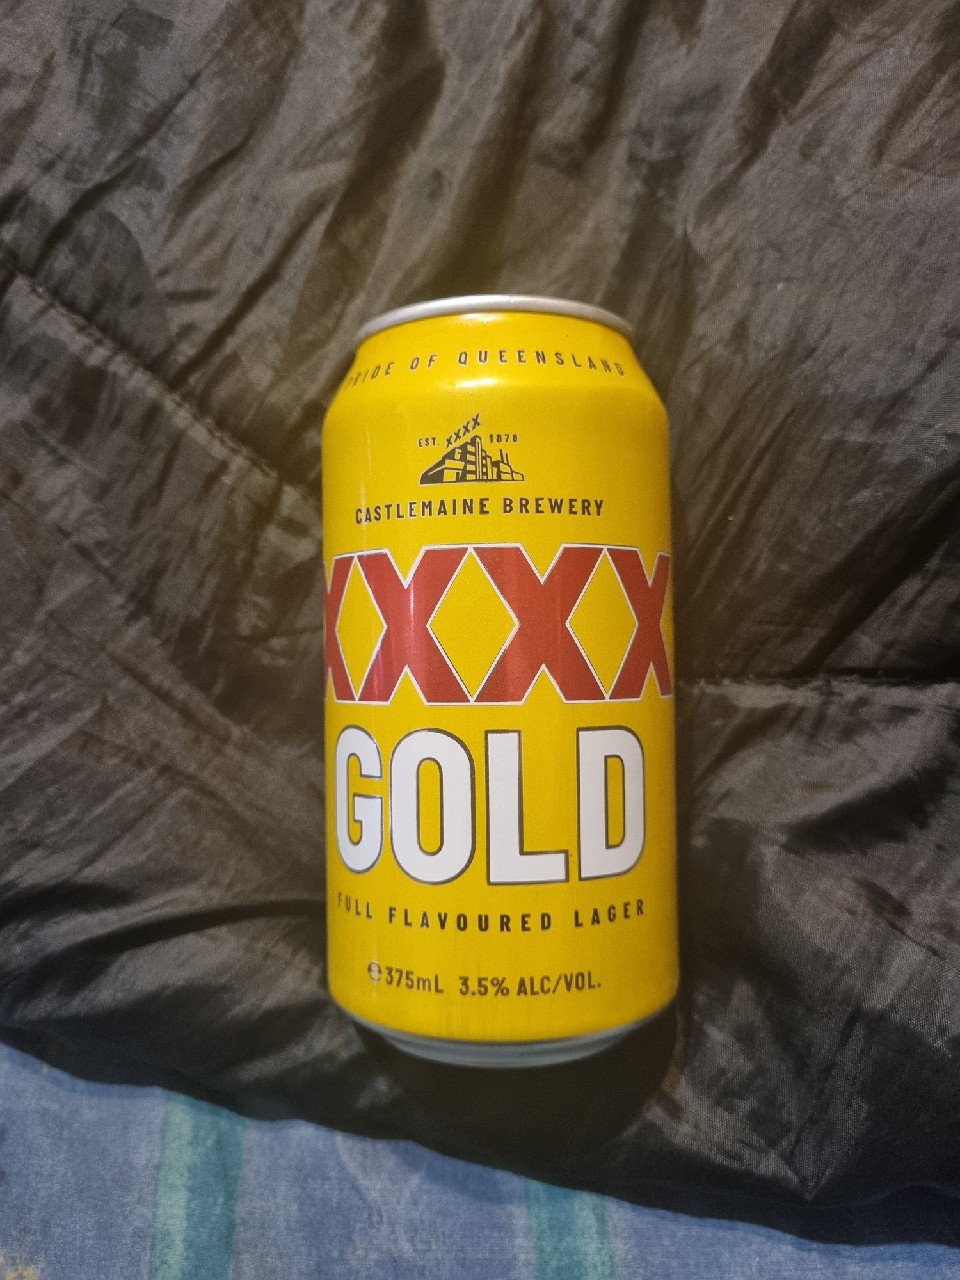 PRIDE OF QUEENSLAND
EST. XXXX 1878
CASTLEMAINE BREWERY
XXXX
GOLD
FULL FLAVOURED LAGER
℮375mL 3.5% ALC/VOL.